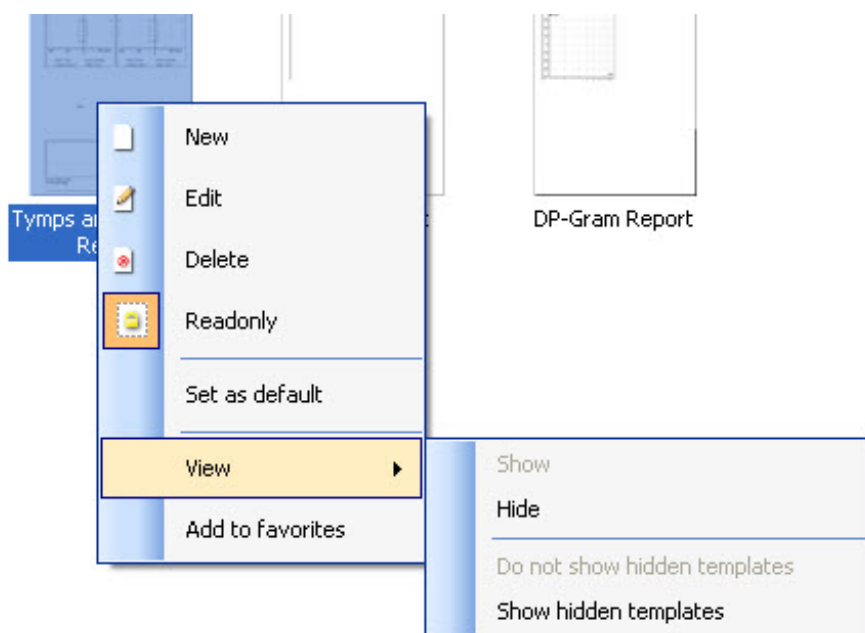 New
Edit
Tymps
DP-Gram Report
Delete
Readonly
Set as default
View
Show
Hide
Add to favorites
Do not show hidden templates
Show hidden templates